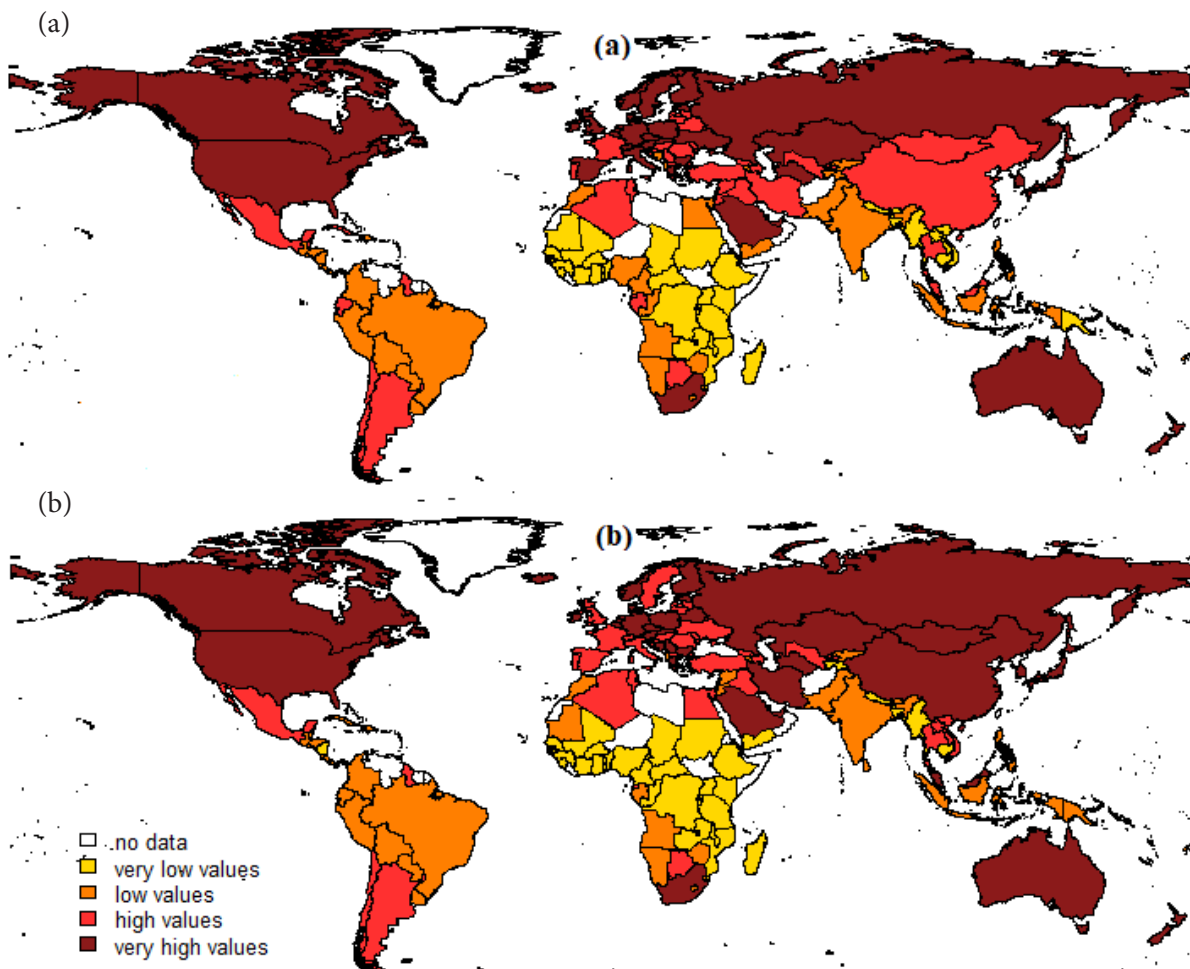 (a)
(a)
(b)
(b)
no data
very low values
low values
high values
very high values